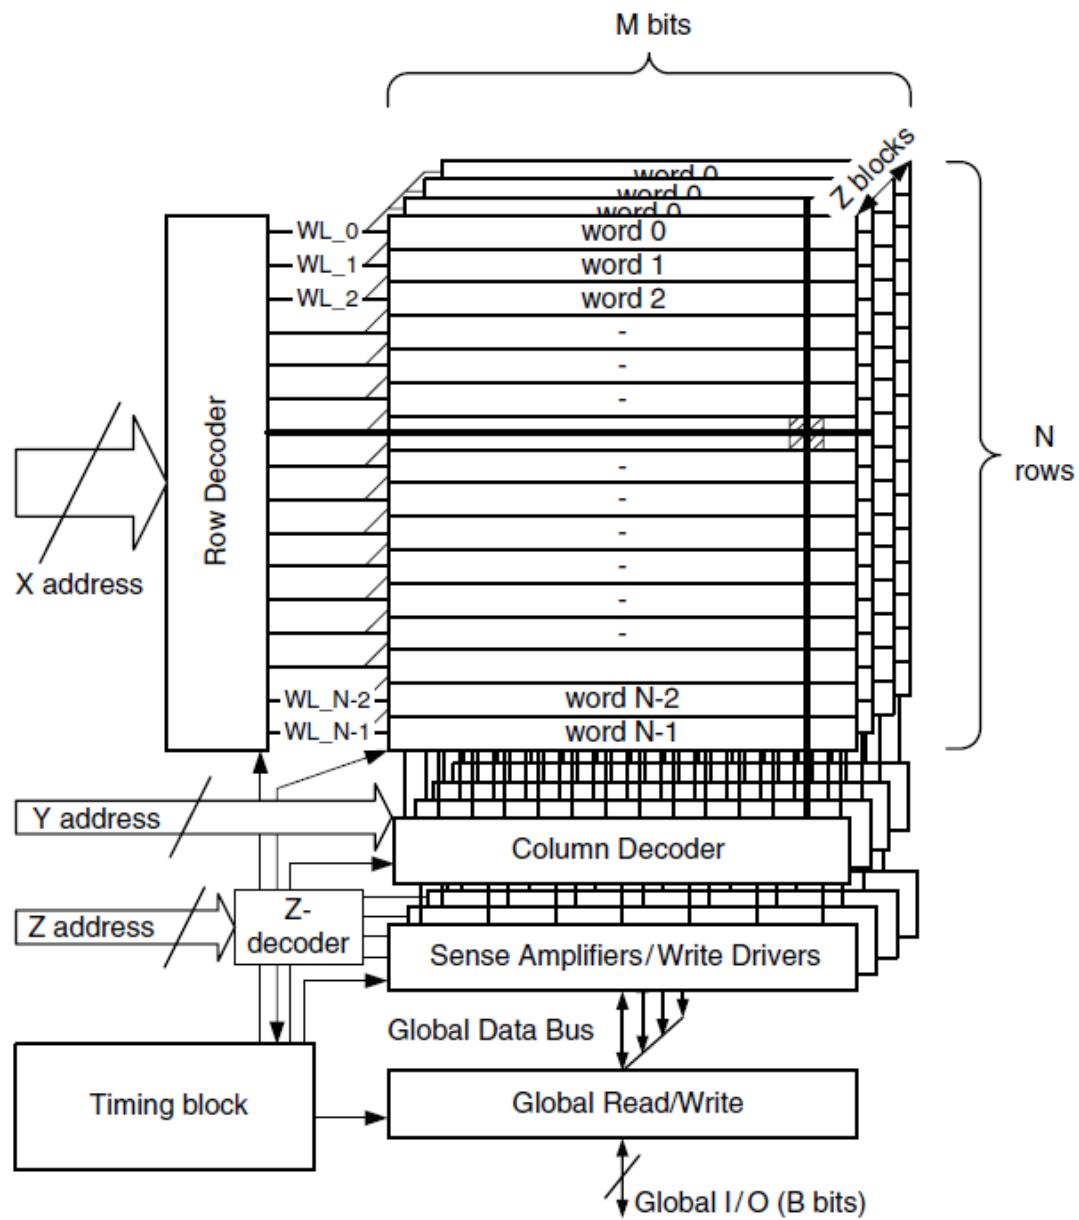 M bits
Z blocks
word 0
word 0
word 0
WL_0
word 0
WL_1
word 1
WL_2
word 2
-
-
-
N
rows
Row Decoder
-
-
-
-
-
-
X address
WL_N-2
word N-2
WL_N-1
word N-1
Y address
Column Decoder
Z address
Z-
decoder
Sense Amplifiers/Write Drivers
Global Data Bus
Timing block
Global Read/Write
Global I/O (B bits)